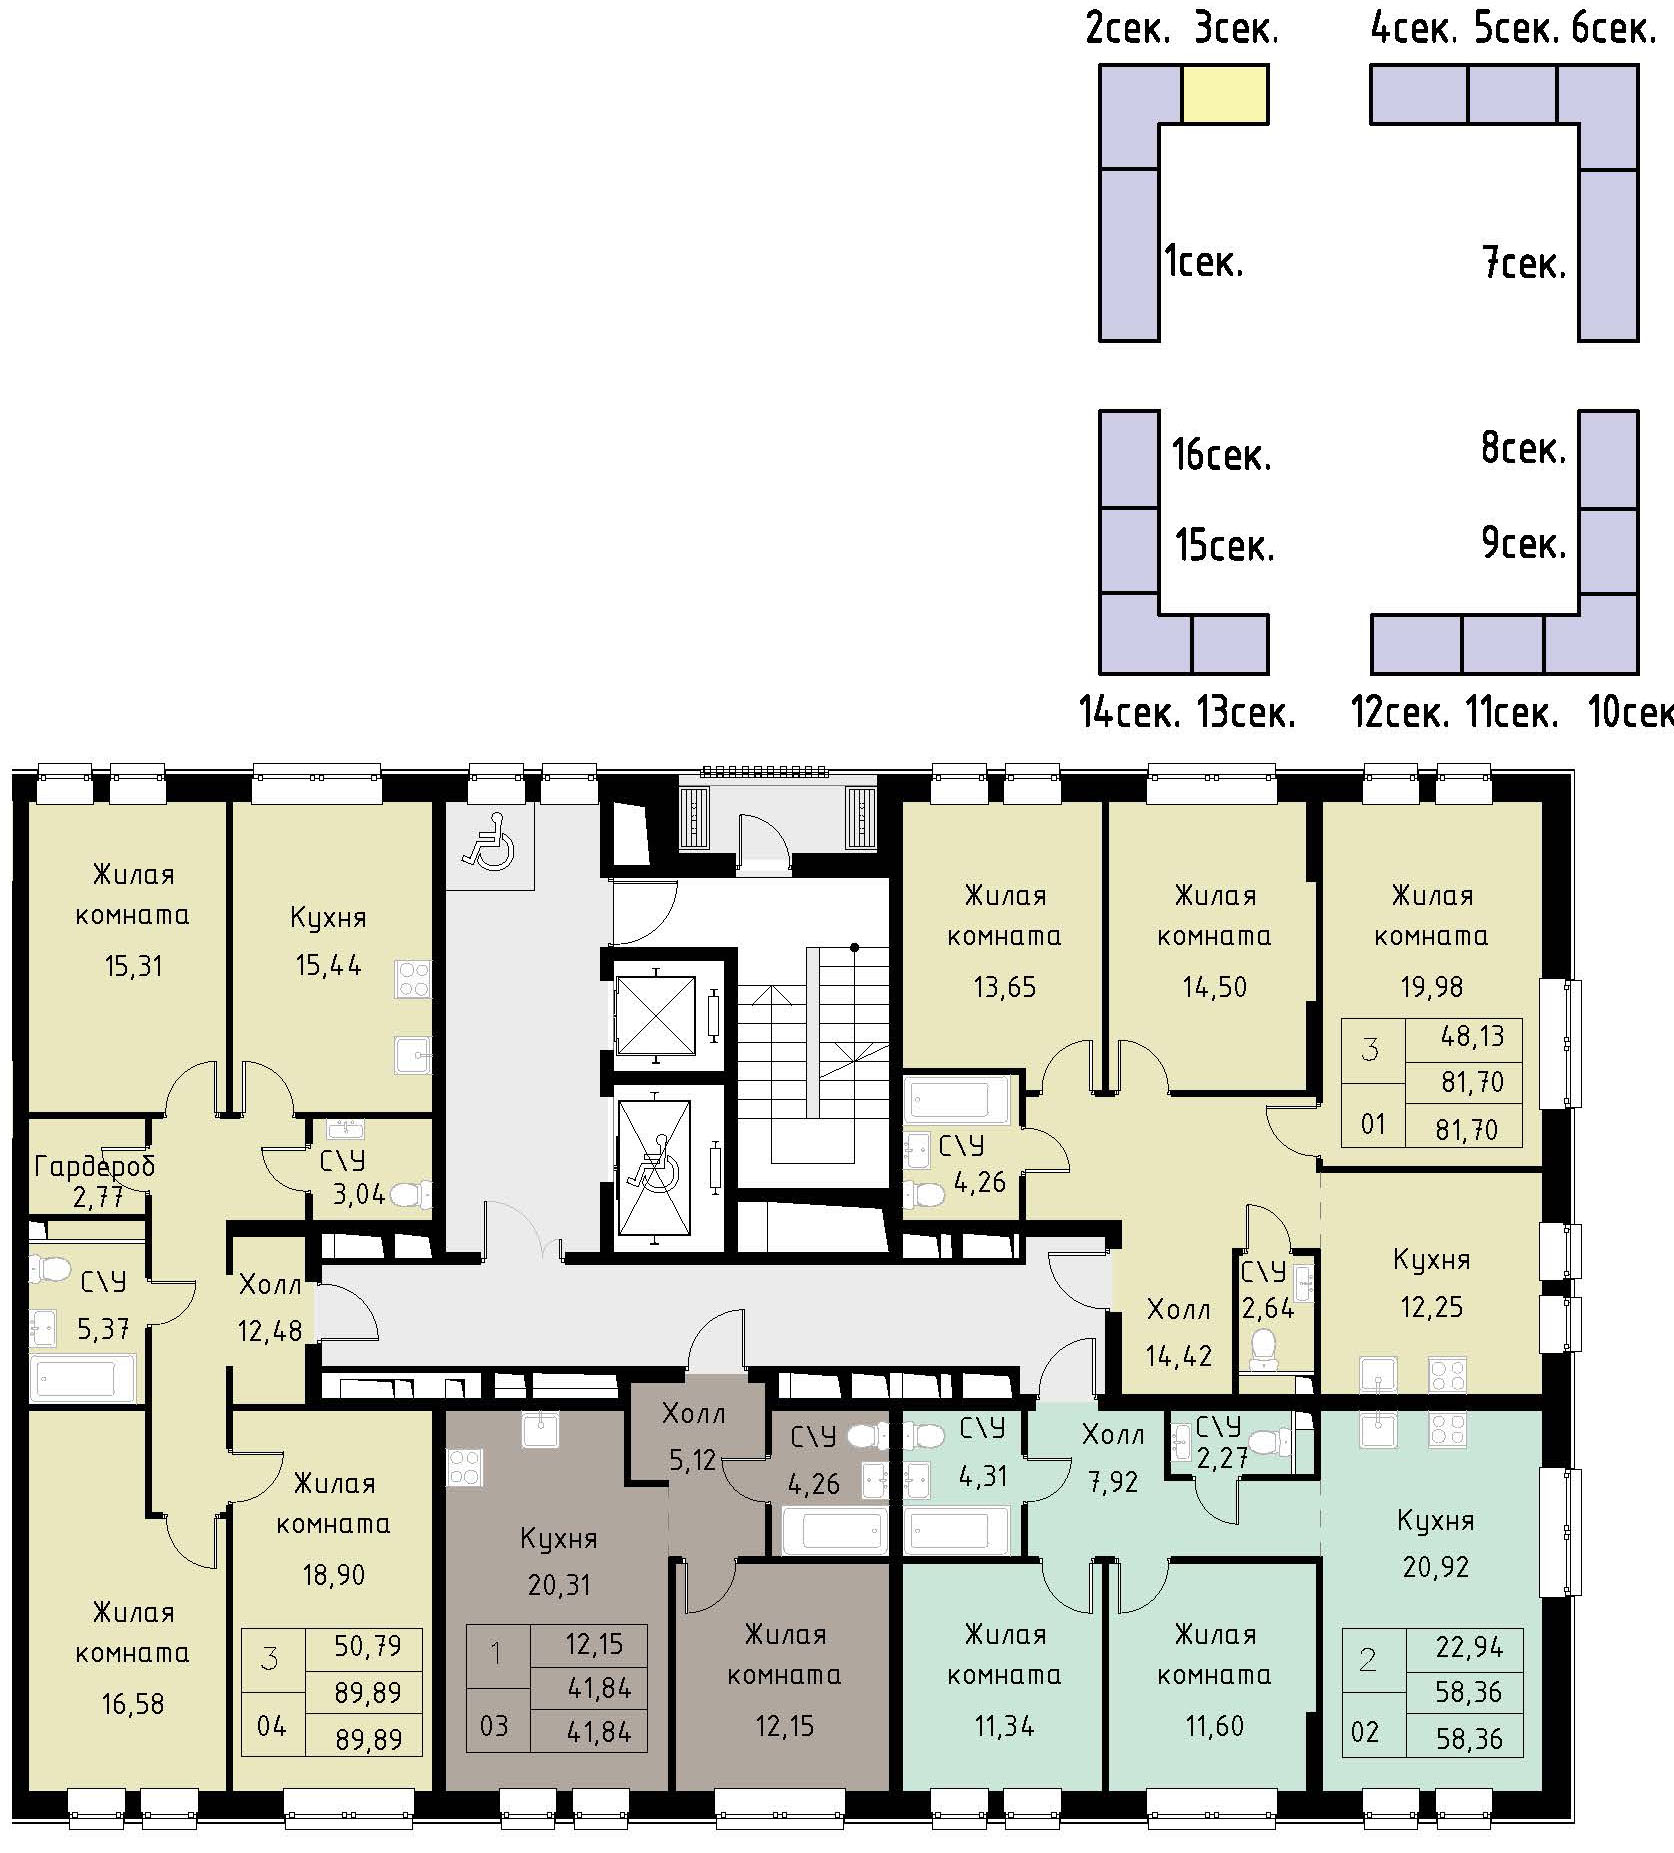 2сек. 3сек.
4сек. 5сек. 6сек.
1сек.
7сек.
16сек.
8сек.
15сек.
9сек.
14сек. 13сек.
12сек. 11сек. 10сек
Жилая
комната
15,31
Кухня
15,44
Жилая
комната
13,65
Жилая
комната
14,50
Жилая
комната
19,98
3
48,13
81,70
01
81,70
Гардероб
2,77
С\У
3,04
С\У
4,26
С\У
5,37
Холл
12,48
Холл
14,42
С\У
2,64
Кухня
12,25
Жилая
комната
16,58
Жилая
комната
18,90
3
50,79
89,89
04
89,89
Холл
5,12
С\У
4,26
Кухня
20,31
1
12,15
41,84
03
41,84
Жилая
комната
12,15
С\У
4,31
Холл
7,92
С\У
2,27
Кухня
20,92
Жилая
комната
11,34
Жилая
комната
11,60
2
22,94
58,36
02
58,36